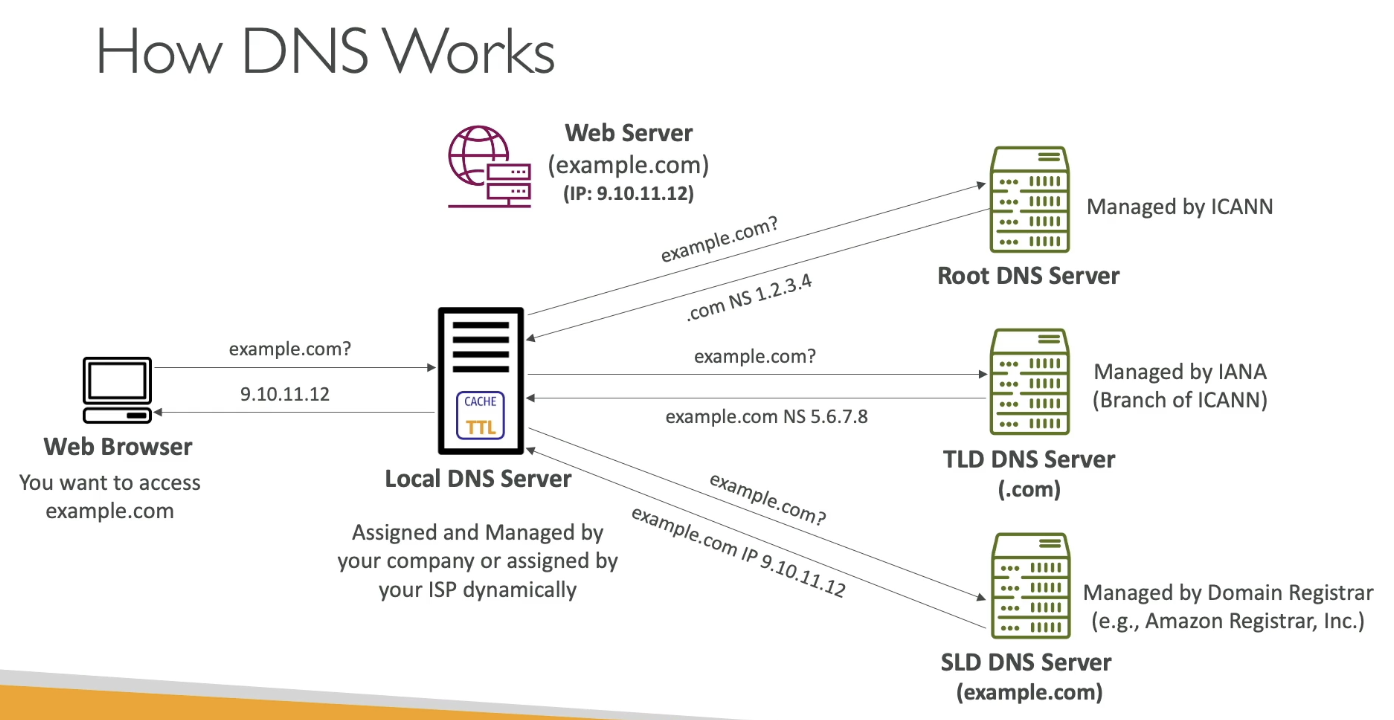 How DNS Works
Web Server
(example.com)
(IP: 9.10.11.12)
example.com?
.com NS 1.2.3.4
Managed by ICANN
Root DNS Server
example.com?
9.10.11.12
Web Browser
You want to access
example.com
CACHE
TTL
Local DNS Server
Assigned and Managed by
your company or assigned by
your ISP dynamically
example.com?
example.com NS 5.6.7.8
Managed by IANA
(Branch of ICANN)
TLD DNS Server
(.com)
example.com?
example.com IP 9.10.11.12
Managed by Domain Registrar
(e.g., Amazon Registrar, Inc.)
SLD DNS Server
(example.com)